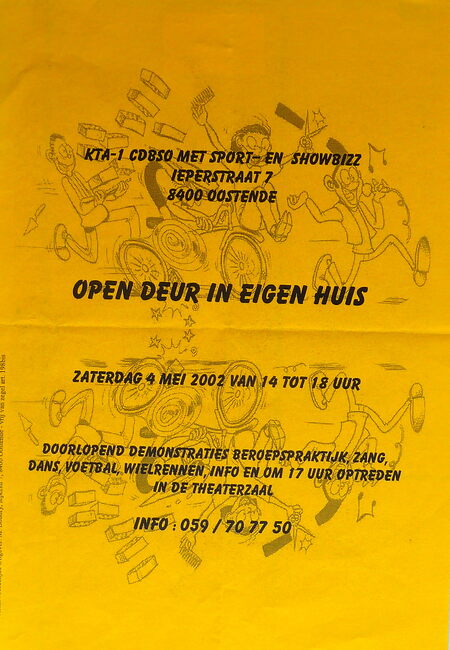 KTA-1 CDBSO MET SPORT- EN SHOWBIZZ
IEPERSTRAAT 7
8400 OOSTENDE
OPEN DEUR IN EIGEN HUIS
ZATERDAG 4 MEI 2002 VAN 14 TOT 18 UUR
DOORLOPEND DEMONSTRATIES BEROEPSPRAKTIJK, ZANG,
DANS, VOETBAL, WIELRENNEN, INFO EN OM 17 UUR OPTREDEN
IN DE THEATERZAAL
INFO : 059 / 70 77 50